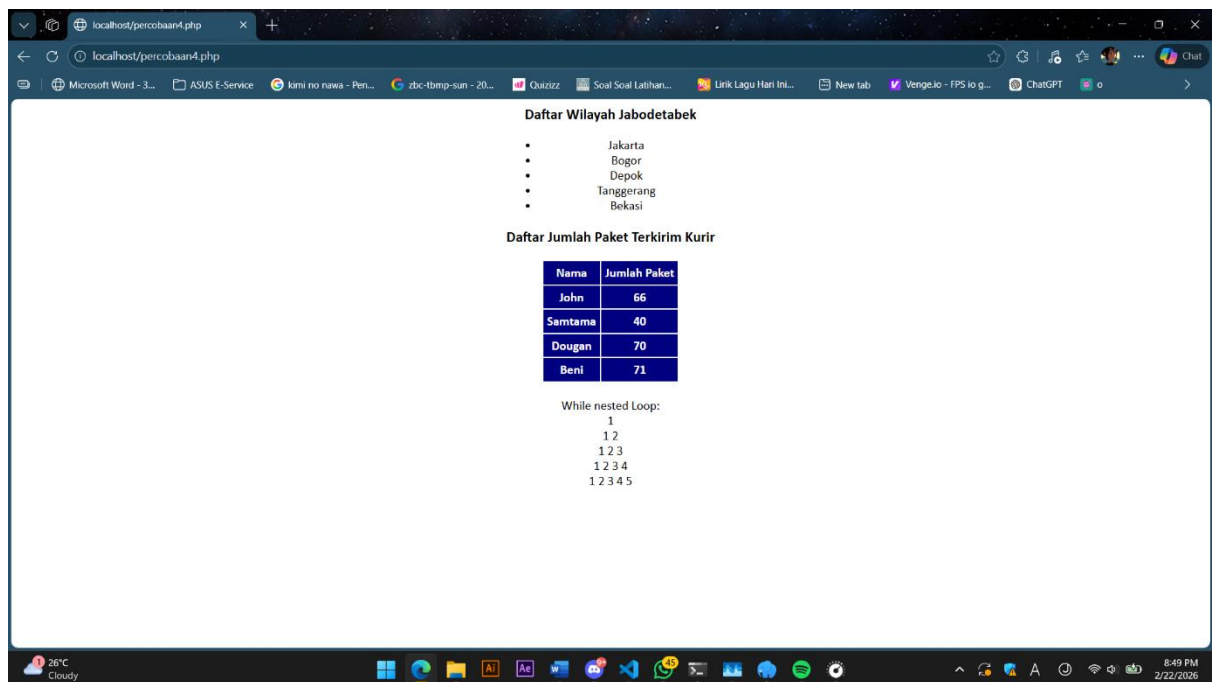 localhost/percobaan4.php
localhost/percobaan4.php
Chat
Microsoft Word - 3...
ASUS E-Service
kimi no nawa - Pen...
zbc-tbmp-sun - 20...
Quizizz
Soal Soal Latihan...
Lirik Lagu Hari Ini...
New tab
Venge.io - FPS io g...
ChatGPT
o
Daftar Wilayah Jabodetabek
• Jakarta
• Bogor
• Depok
• Tanggerang
• Bekasi
Daftar Jumlah Paket Terkirim Kurir
Nama Jumlah Paket
John 66
Samtama 40
Dougan 70
Beni 71
While nested Loop:
1
1 2
1 2 3
1 2 3 4
1 2 3 4 5
1
26°C
Cloudy
Ai
Ae
W
45
A
8:49 PM
2/22/2026